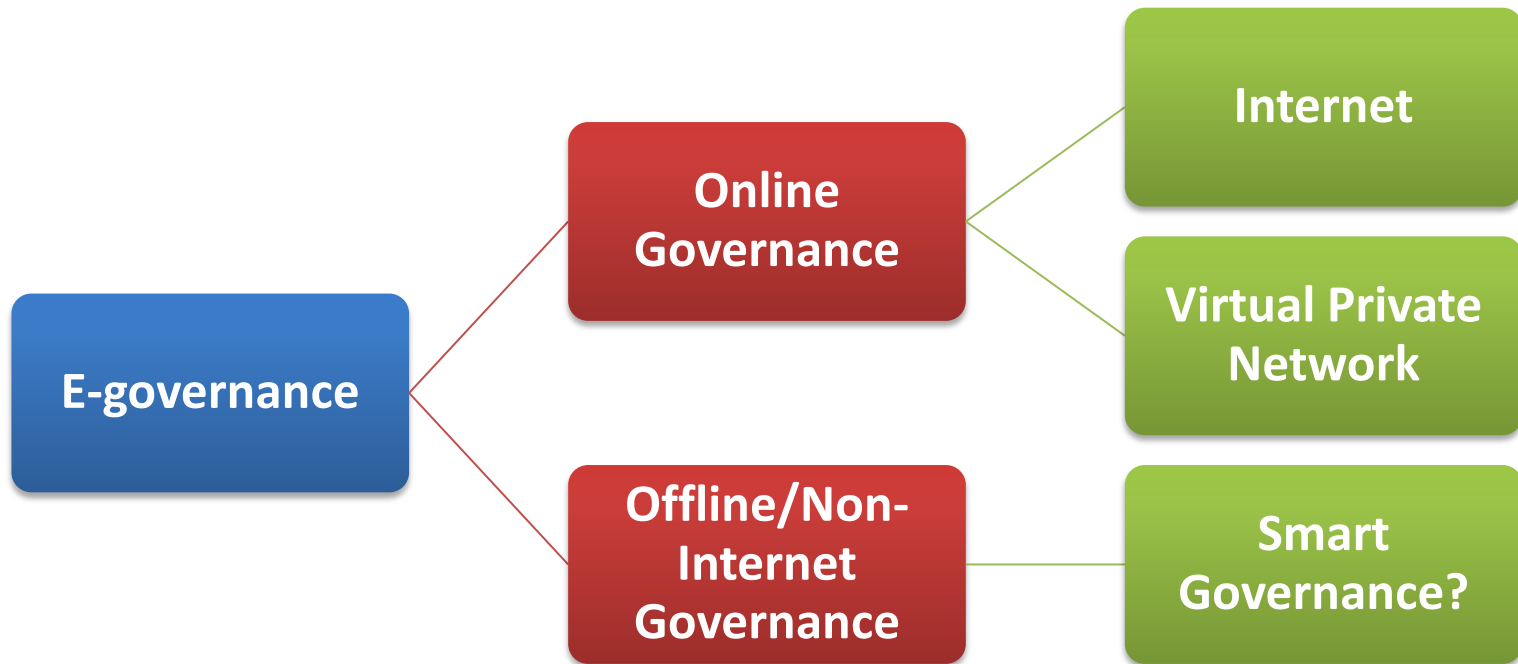 E-governance
Online
Governance
Internet
Virtual Private
Network
Offline/Non-
Internet
Governance
Smart
Governance?